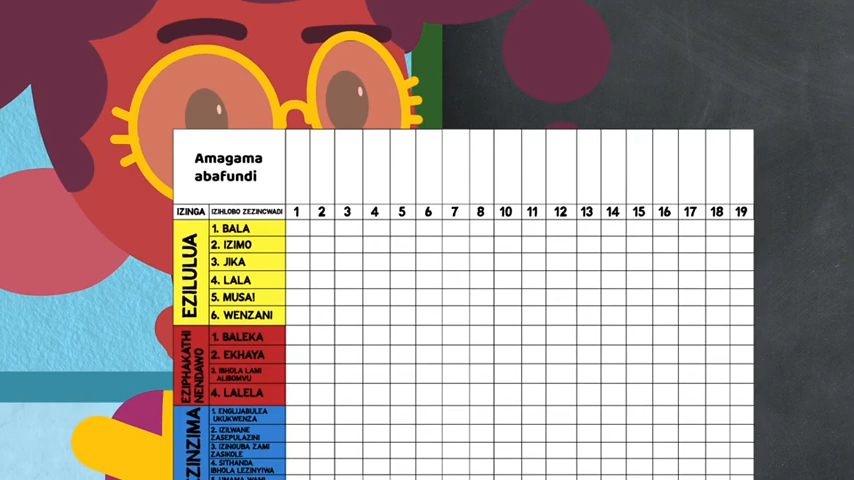 Amagama
abafundi
IZINGA IZIHLOBO ZEZINCWADI 1 2 3 4 5 6 7 8 10 11 12 13 14 15 16 17 18 19
EZILULUA
1. BALA
2. IZIMO
3. JIKA
4. LALA
5. MUSA!
6. WENZANI
EZIPHAKATHI
NENDAWO
1. BALEKA
2. EKHAYA
3. IBHOLA LAMI
ALIBOMVU
4. LALELA
EZINZIMA
1. ENGLIJABULEA
UKUKWENZA
2. IZILWANE
ZASEPULAZINI
3. IZINGUBA ZAMI
ZASIKOLE
4. SITHANDA
IBHOLA LEZINYIWA